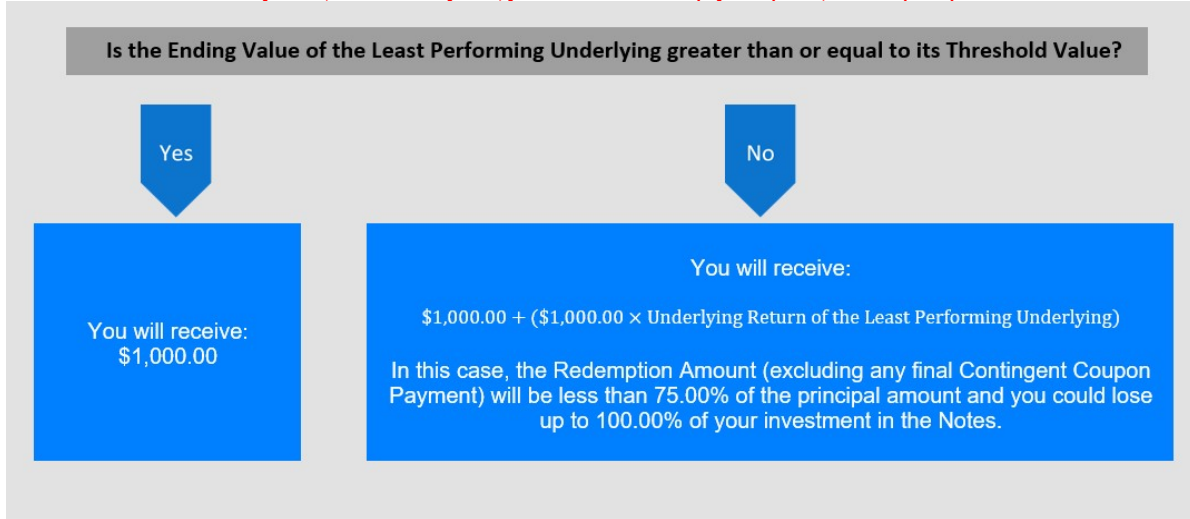 Is the Ending Value of the Least Performing Underlying greater than or equal to its Threshold Value?
Yes
No
You will receive:
$1,000.00
You will receive:
$1,000.00 + ($1,000.00 × Underlying Return of the Least Performing Underlying)
In this case, the Redemption Amount (excluding any final Contingent Coupon
Payment) will be less than 75.00% of the principal amount and you could lose
up to 100.00% of your investment in the Notes.